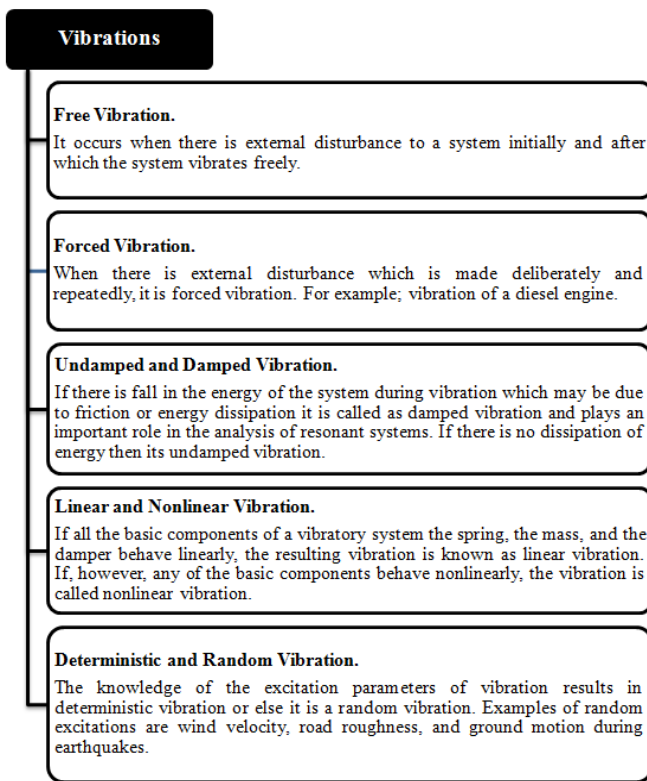 Vibrations
Free Vibration.
It occurs when there is external disturbance to a system initially and after
which the system vibrates freely.
Forced Vibration.
When there is external disturbance which is made deliberately and
repeatedly, it is forced vibration. For example; vibration of a diesel engine.
Undamped and Damped Vibration.
If there is fall in the energy of the system during vibration which may be due
to friction or energy dissipation it is called as damped vibration and plays an
important role in the analysis of resonant systems. If there is no dissipation of
energy then its undamped vibration.
Linear and Nonlinear Vibration.
If all the basic components of a vibratory system the spring, the mass, and the
damper behave linearly, the resulting vibration is known as linear vibration.
If, however, any of the basic components behave nonlinearly, the vibration is
called nonlinear vibration.
Deterministic and Random Vibration.
The knowledge of the excitation parameters of vibration results in
deterministic vibration or else it is a random vibration. Examples of random
excitations are wind velocity, road roughness, and ground motion during
earthquakes.